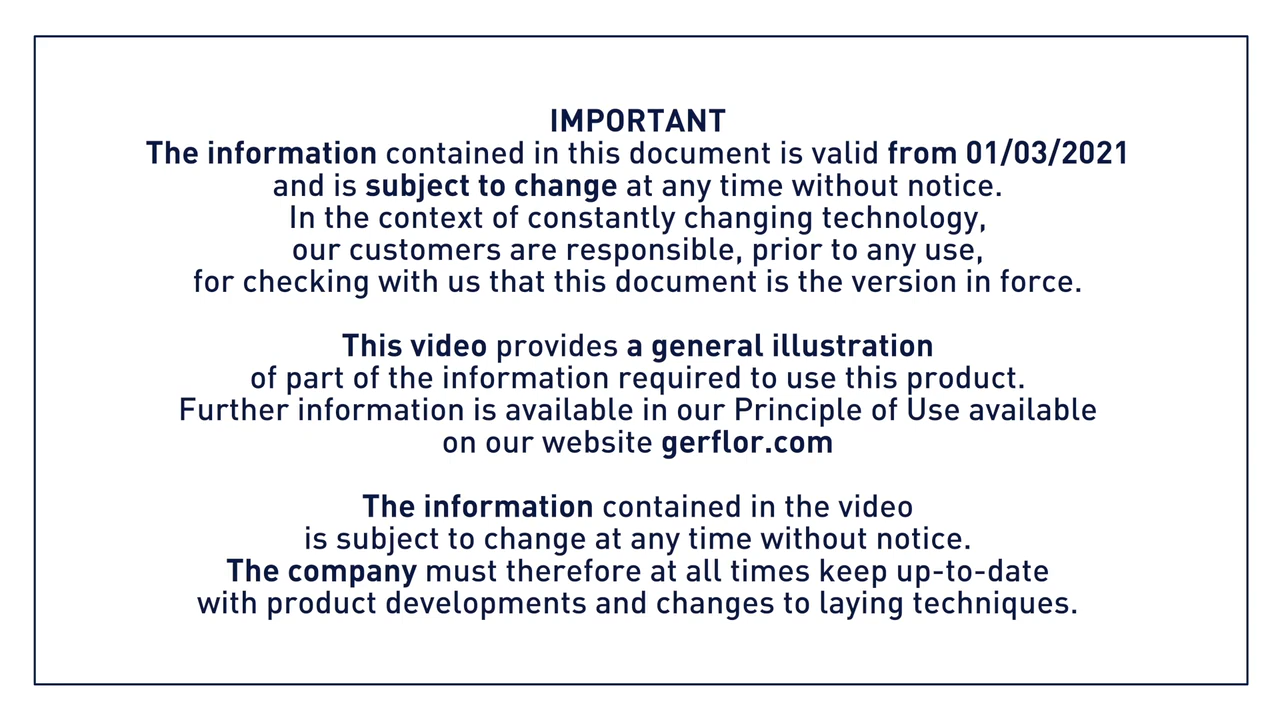 IMPORTANT
The information contained in this document is valid from 01/03/2021
and is subject to change at any time without notice.
In the context of constantly changing technology,
our customers are responsible, prior to any use,
for checking with us that this document is the version in force.
This video provides a general illustration
of part of the information required to use this product.
Further information is available in our Principle of Use available
on our website gerflor.com
The information contained in the video
is subject to change at any time without notice.
The company must therefore at all times keep up-to-date
with product developments and changes to laying techniques.